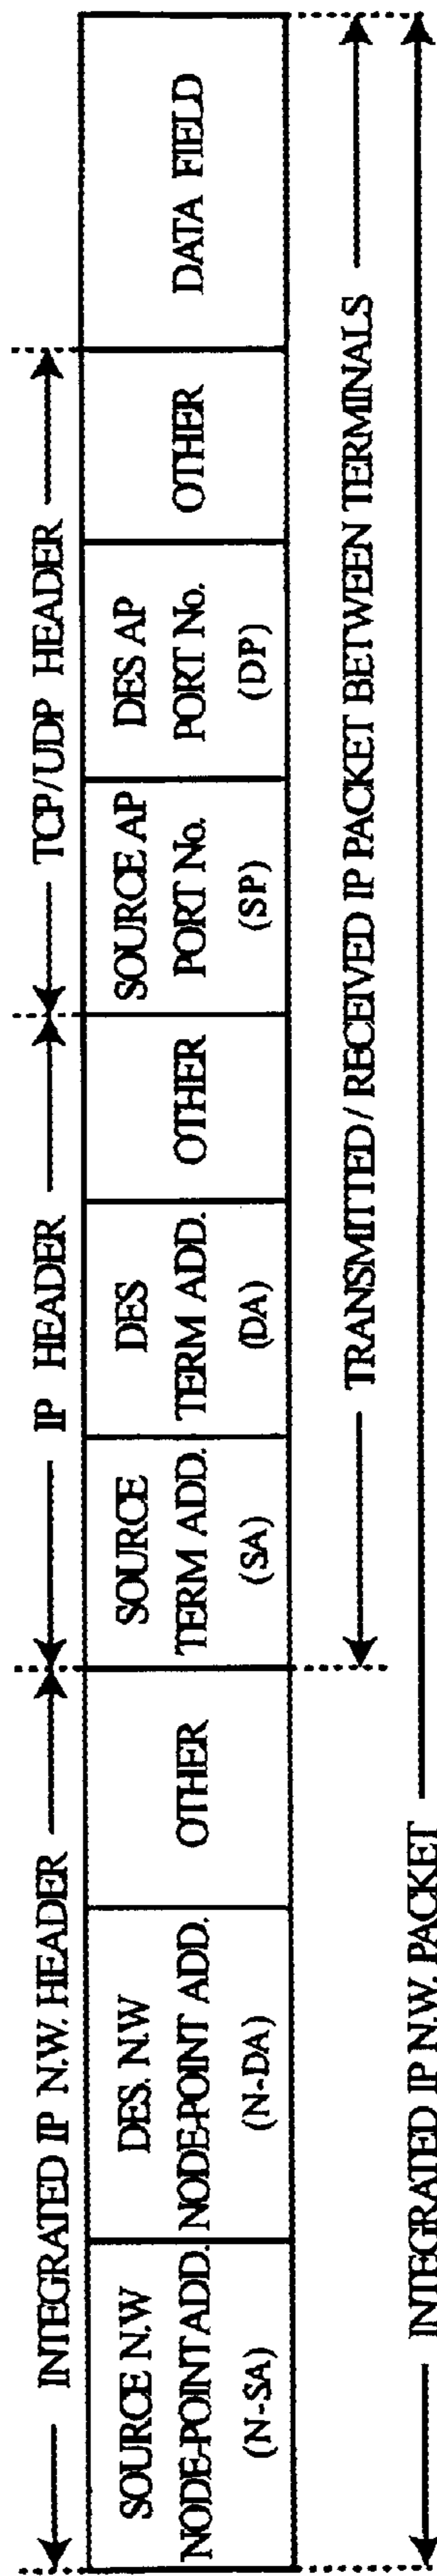 INTEGRATED IP N.W. HEADER
IP HEADER
TCP/UDP HEADER
SOURCE N.W
NODE-POINT ADD.
(N-SA)
DES. N.W
NODE-POINT ADD.
(N-DA)
OTHER
SOURCE
TERM ADD.
(SA)
DES
TERM ADD.
(DA)
OTHER
SOURCE AP
PORT No.
(SP)
DES AP
PORT No.
(DP)
OTHER
DATA FIELD
TRANSMITTED/RECEIVED IP PACKET BETWEEN TERMINALS
INTEGRATED IP N.W. PACKET